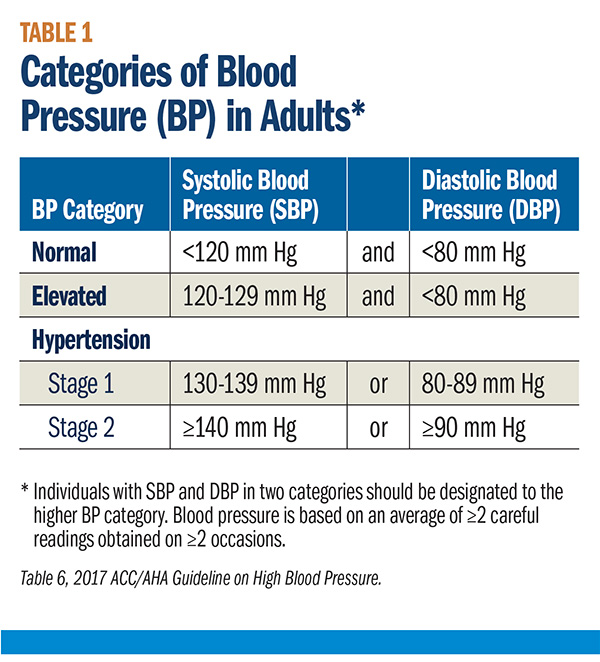 TABLE 1
Categories of Blood
Pressure (BP) in Adults*
BP Category Systolic Blood Pressure (SBP) Diastolic Blood Pressure (DBP)
Normal <120 mm Hg and <80 mm Hg
Elevated 120-129 mm Hg and <80 mm Hg
Hypertension
Stage 1 130-139 mm Hg or 80-89 mm Hg
Stage 2 ≥140 mm Hg or ≥90 mm Hg
* Individuals with SBP and DBP in two categories should be designated to the
higher BP category. Blood pressure is based on an average of ≥2 careful
readings obtained on ≥2 occasions.
Table 6, 2017 ACC/AHA Guideline on High Blood Pressure.